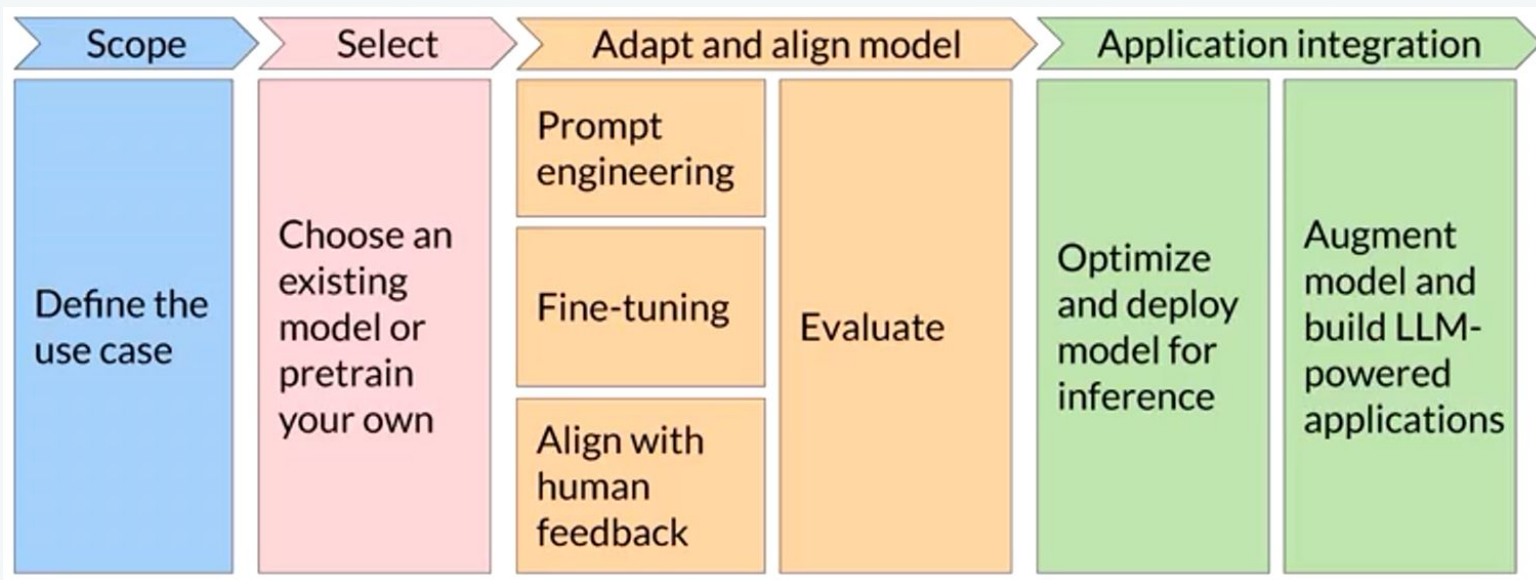 Scope
Select
Adapt and align model
Application integration
Define the
use case
Choose an
existing
model or
pretrain
your own
Prompt
engineering
Fine-tuning
Align with
human
feedback
Evaluate
Optimize
and deploy
model for
inference
Augment
model and
build LLM-
powered
applications